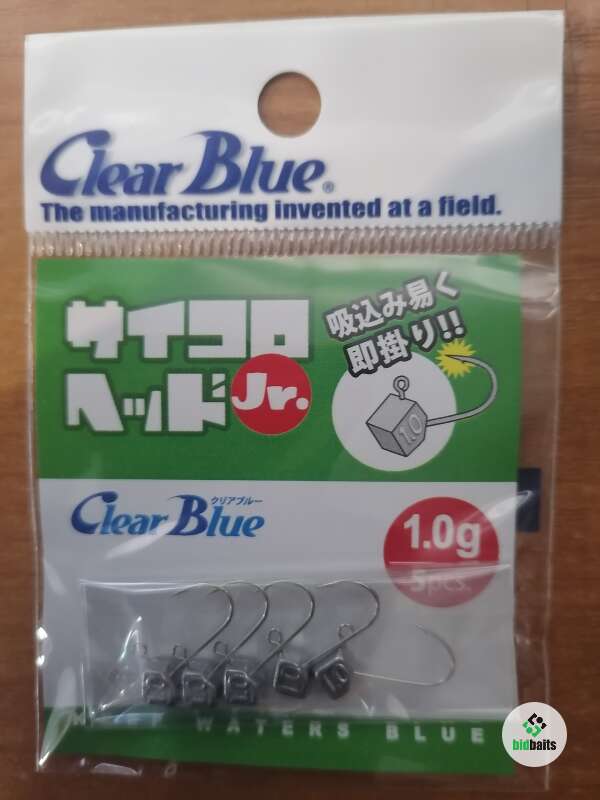 Clear Blue®
The manufacturing invented at a field.
サイコロ
ヘッド Jr.
吸込み易く
即掛り!!
1.0
クリアブルー
Clear Blue
1.0g
5pcs.
WATERS BLUE
bidbaits